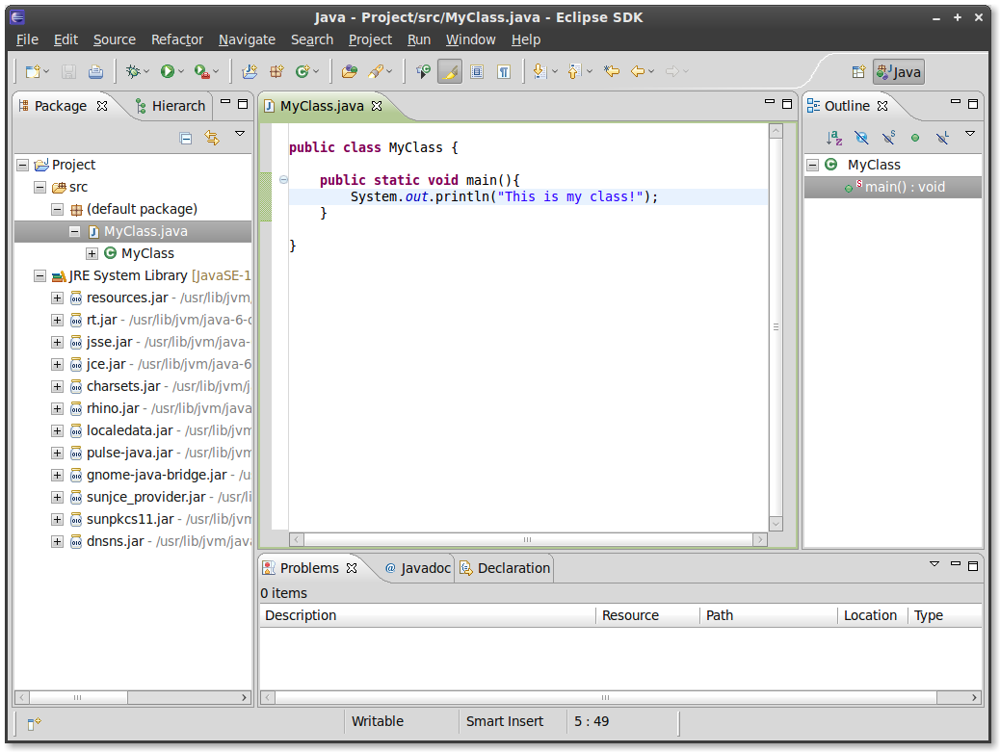 Java - Project/src/MyClass.java - Eclipse SDK
File Edit Source Refactor Navigate Search Project Run Window Help
Java
Package Hierarch
Project
src
(default package)
MyClass.java
MyClass
JRE System Library [JavaSE-1
resources.jar - /usr/lib/jvm/
rt.jar - /usr/lib/jvm/java-6-o
jsse.jar - /usr/lib/jvm/java-
jce.jar - /usr/lib/jvm/java-6
charsets.jar - /usr/lib/jvm/j
rhino.jar - /usr/lib/jvm/java
localedata.jar - /usr/lib/jvm
pulse-java.jar - /usr/lib/jvm
gnome-java-bridge.jar - /u
sunjce_provider.jar - /usr/li
sunpkcs11.jar - /usr/lib/jvm
dnsns.jar - /usr/lib/jvm/java
MyClass.java
public class MyClass {
public static void main(){
System.out.println("This is my class!");
}
}
Outline
MyClass
main() : void
Problems Javadoc Declaration
0 items
Description Resource Path Location Type
Writable Smart Insert 5 : 49